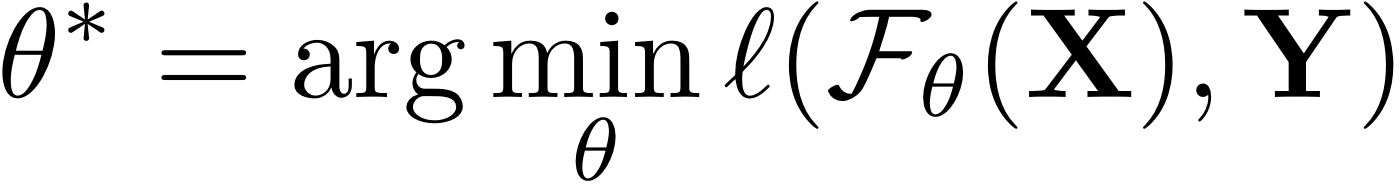 θ* = arg min_θ ℓ(ℱ_θ(𝐗), 𝐘)